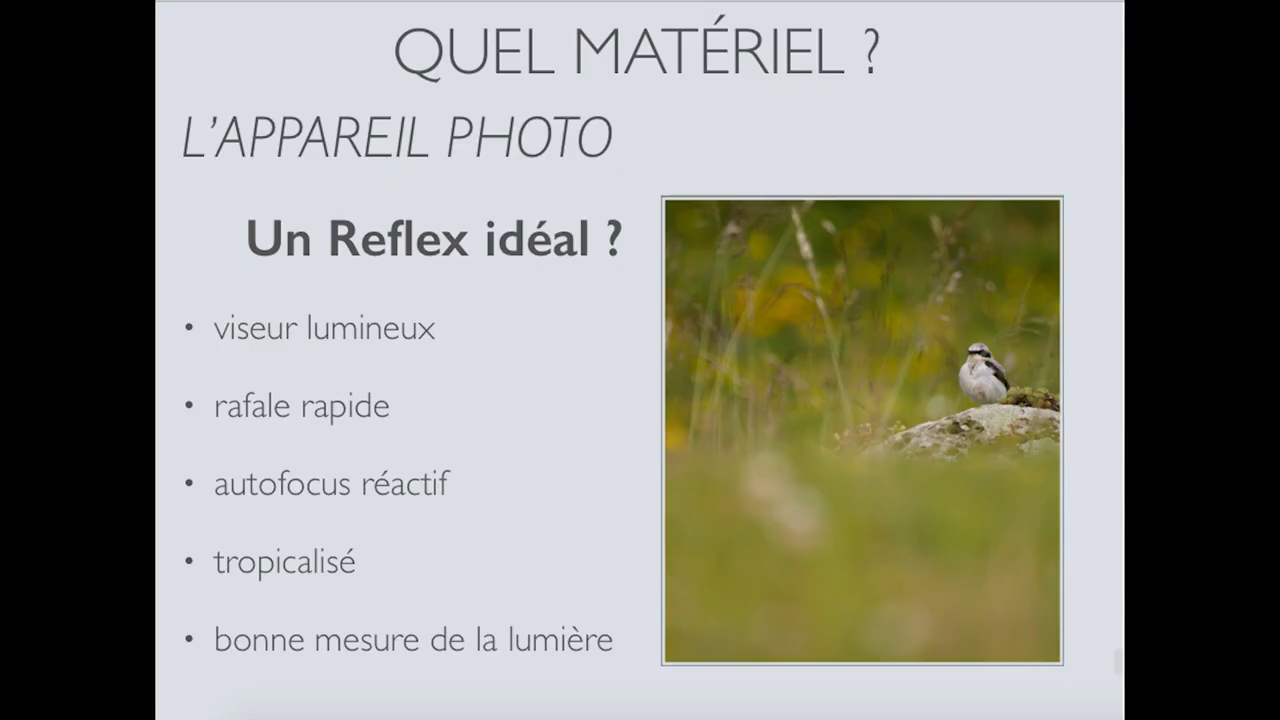 QUEL MATÉRIEL ?
L'APPAREIL PHOTO
Un Reflex idéal ?
• viseur lumineux
• rafale rapide
• autofocus réactif
• tropicalisé
• bonne mesure de la lumière